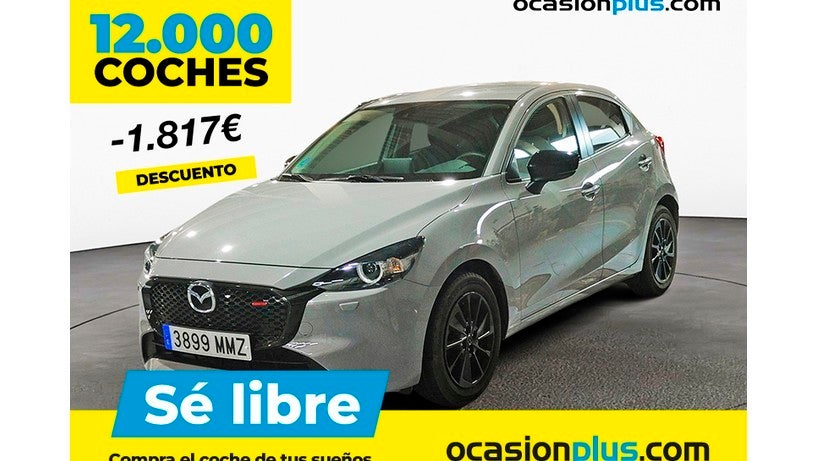 ocasionplus.com
12.000
COCHES
-1.817€
DESCUENTO
3899 MMZ
Sé libre
Compra el coche de tus sueños
ocasionplus.com